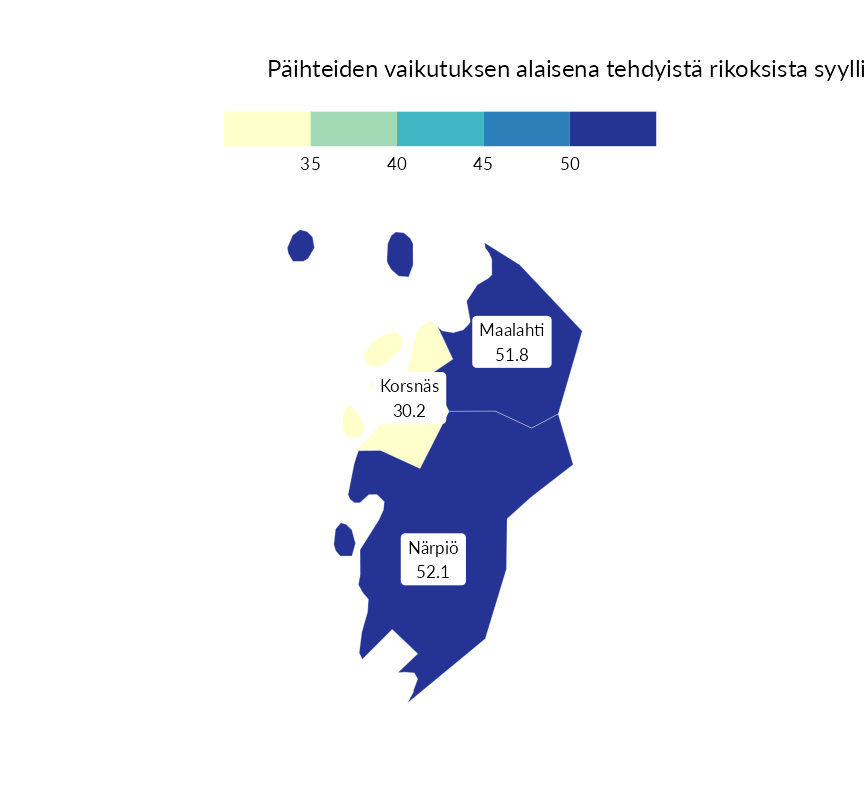 Päihteiden vaikutuksen alaisena tehdyistä rikoksista syylli
35 40 45 50
Maalahti
51.8
Korsnäs
30.2
Närpiö
52.1